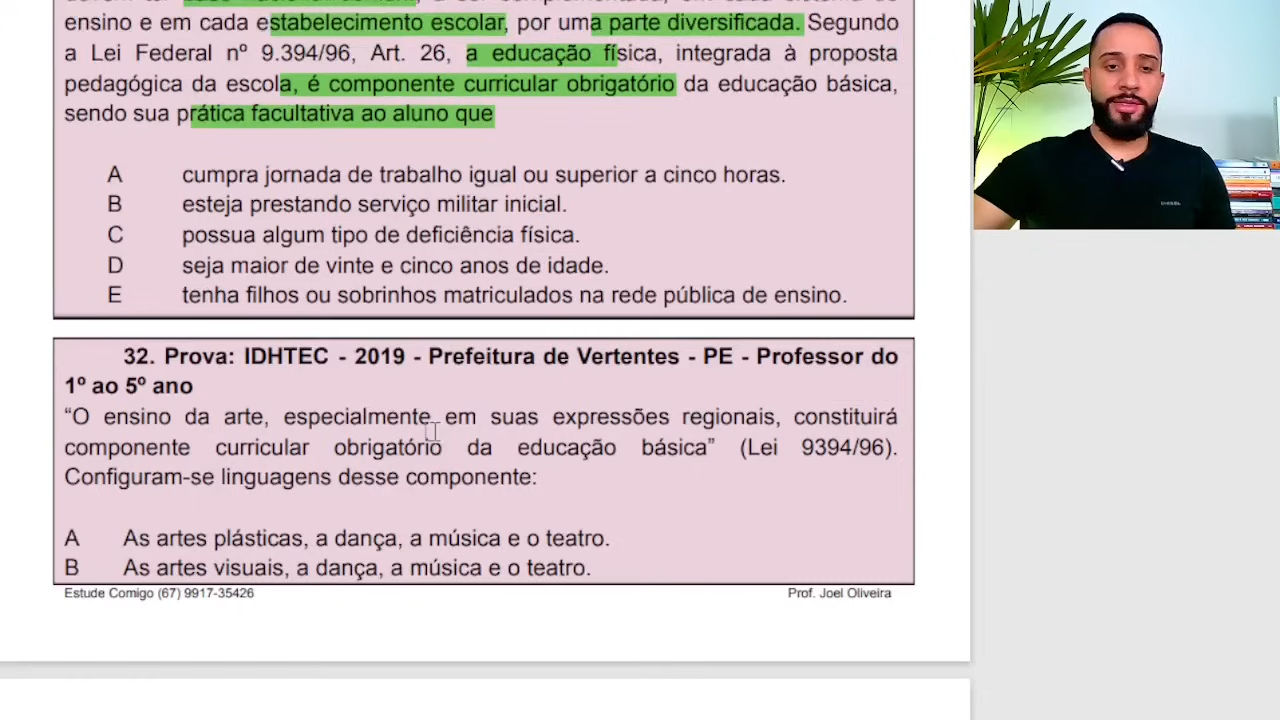 ensino e em cada estabelecimento escolar, por uma parte diversificada. Segundo
a Lei Federal nº 9.394/96, Art. 26, a educação física, integrada à proposta
pedagógica da escola, é componente curricular obrigatório da educação básica,
sendo sua prática facultativa ao aluno que
A cumpra jornada de trabalho igual ou superior a cinco horas.
B esteja prestando serviço militar inicial.
C possua algum tipo de deficiência física.
D seja maior de vinte e cinco anos de idade.
E tenha filhos ou sobrinhos matriculados na rede pública de ensino.
32. Prova: IDHTEC - 2019 - Prefeitura de Vertentes - PE - Professor do
1º ao 5º ano
“O ensino da arte, especialmente em suas expressões regionais, constituirá
componente curricular obrigatório da educação básica” (Lei 9394/96).
Configuram-se linguagens desse componente:
A As artes plásticas, a dança, a música e o teatro.
B As artes visuais, a dança, a música e o teatro.
Estude Comigo (67) 9917-35426 Prof. Joel Oliveira